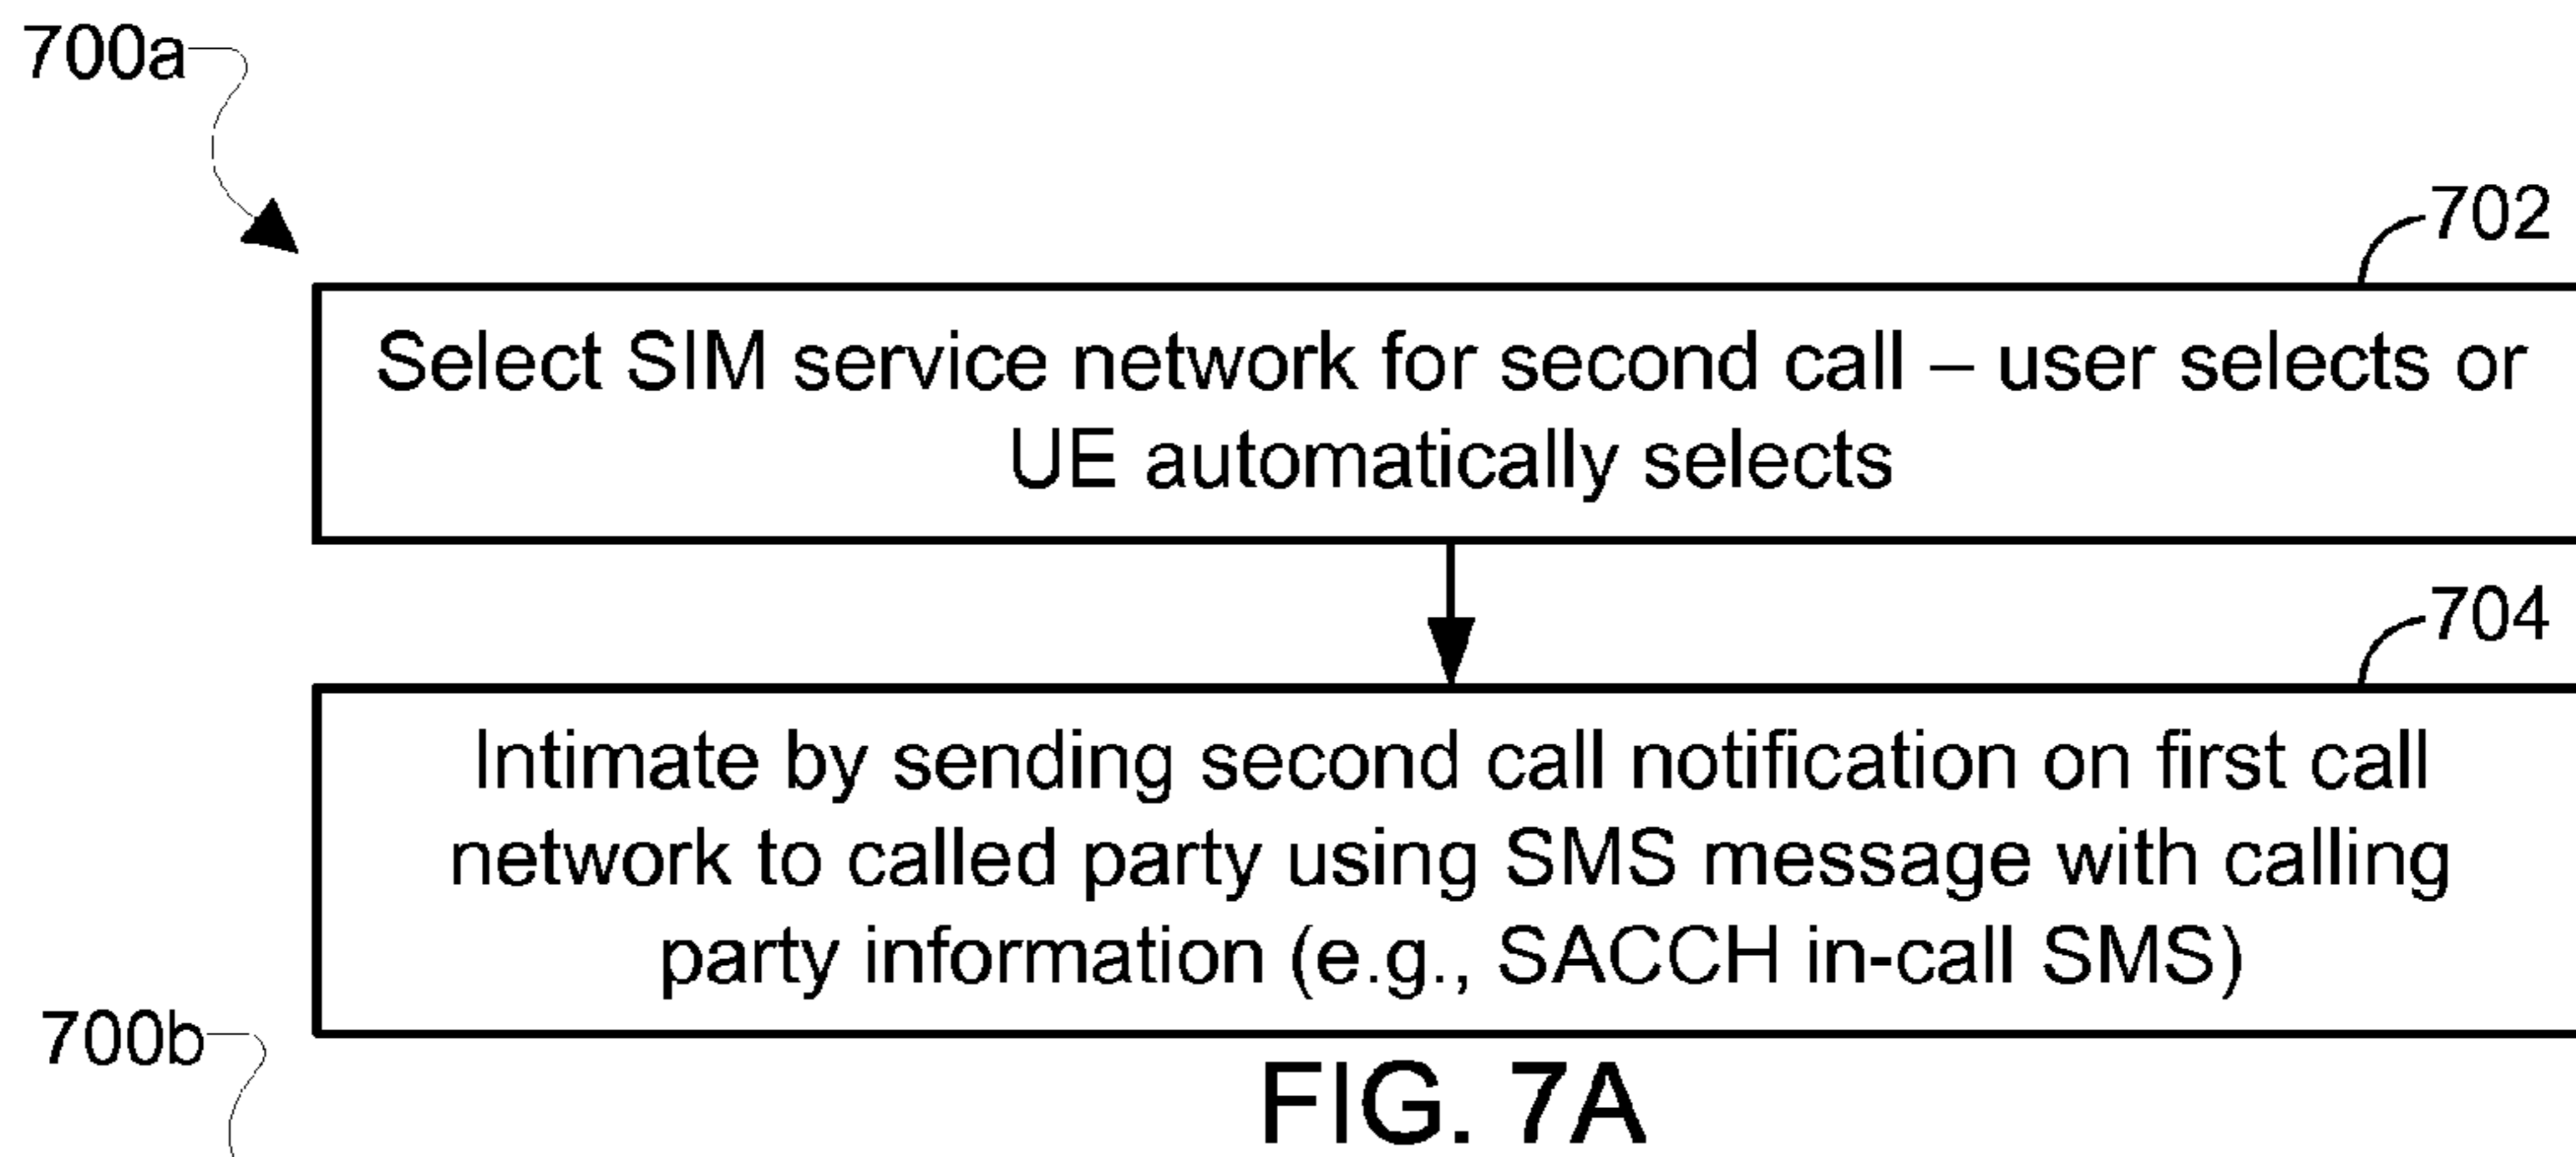 700a
702
Select SIM service network for second call – user selects or
UE automatically selects
704
Intimate by sending second call notification on first call
network to called party using SMS message with calling
party information (e.g., SACCH in-call SMS)
700b
FIG. 7A